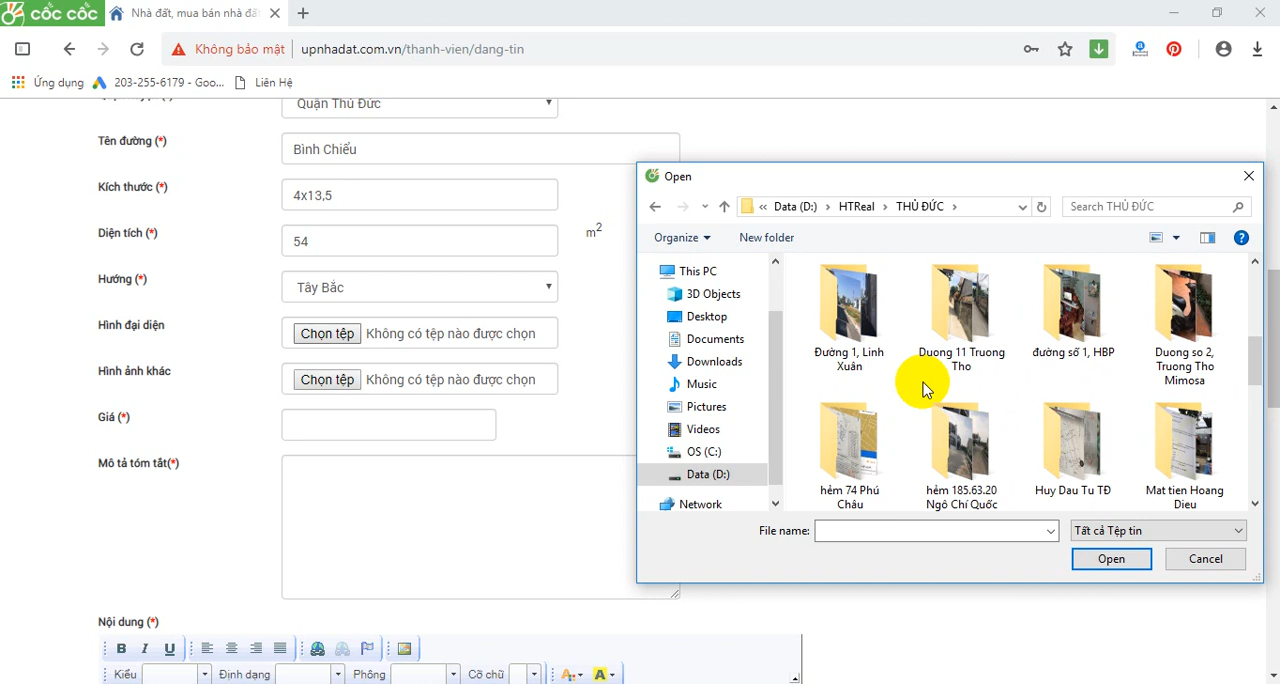 cốc cốc
Nhà đất, mua bán nhà đất
Không bảo mật
upnhadat.com.vn/thanh-vien/dang-tin
Ứng dụng
203-255-6179 - Goo...
Liên Hệ
Quận Thủ Đức
Tên đường (*)
Bình Chiểu
Kích thước (*)
4x13,5
Diện tích (*)
54
m2
Hướng (*)
Tây Bắc
Hình đại diện
Chọn tệp Không có tệp nào được chọn
Hình ảnh khác
Chọn tệp Không có tệp nào được chọn
Giá (*)
Mô tả tóm tắt(*)
Nội dung (*)
B I U
Kiểu
Định dạng
Phông
Cỡ chữ
A
A
Open
« Data (D:) › HTReal › THỦ ĐỨC ›
Search THỦ ĐỨC
Organize
New folder
This PC
3D Objects
Desktop
Documents
Downloads
Music
Pictures
Videos
OS (C:)
Data (D:)
Network
Đường 1, Linh
Xuân
Duong 11 Truong
Tho
đường số 1, HBP
Duong so 2,
Truong Tho
Mimosa
hẻm 74 Phú
Châu
hẻm 185.63.20
Ngô Chí Quốc
Huy Dau Tu TĐ
Mat tien Hoang
Dieu
File name:
Tất cả Tệp tin
Open
Cancel